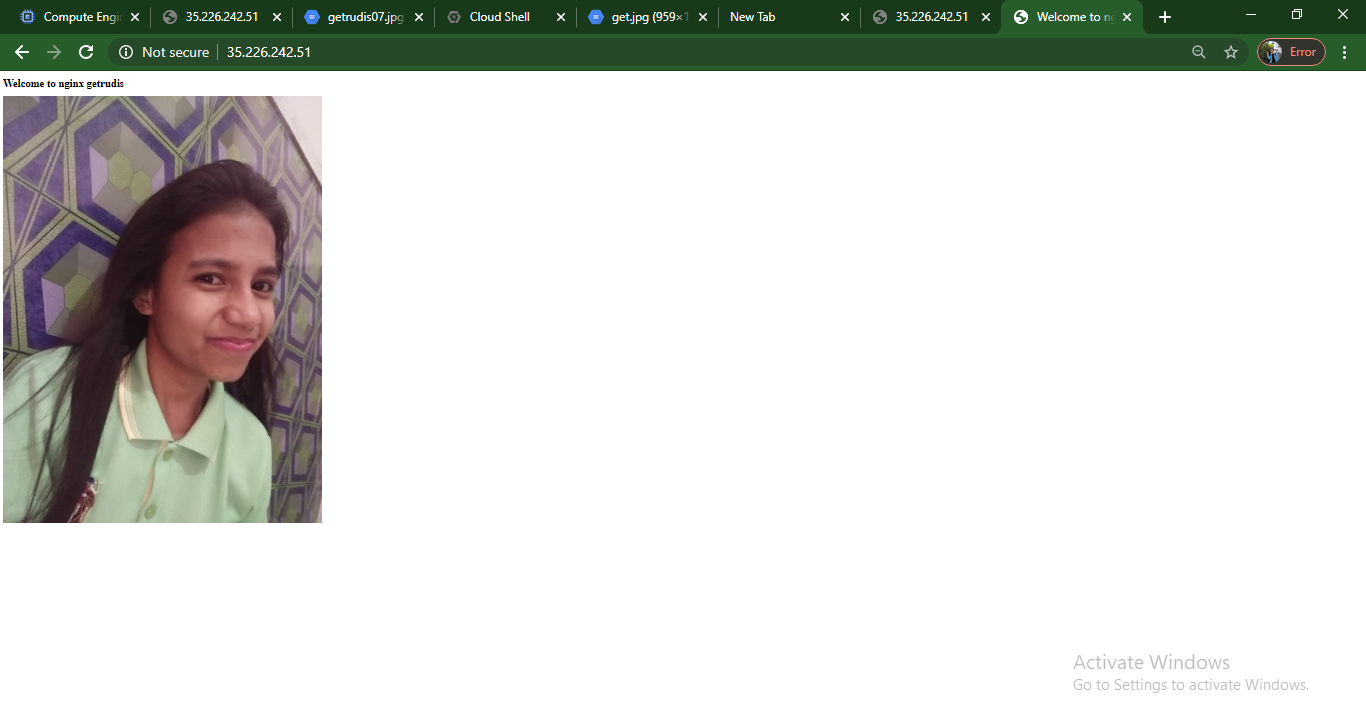 Compute Engi
35.226.242.51
getrudis07.jpg
Cloud Shell
get.jpg (959×1
New Tab
35.226.242.51
Welcome to n
Not secure
35.226.242.51
Error
Welcome to nginx getrudis
Activate Windows
Go to Settings to activate Windows.